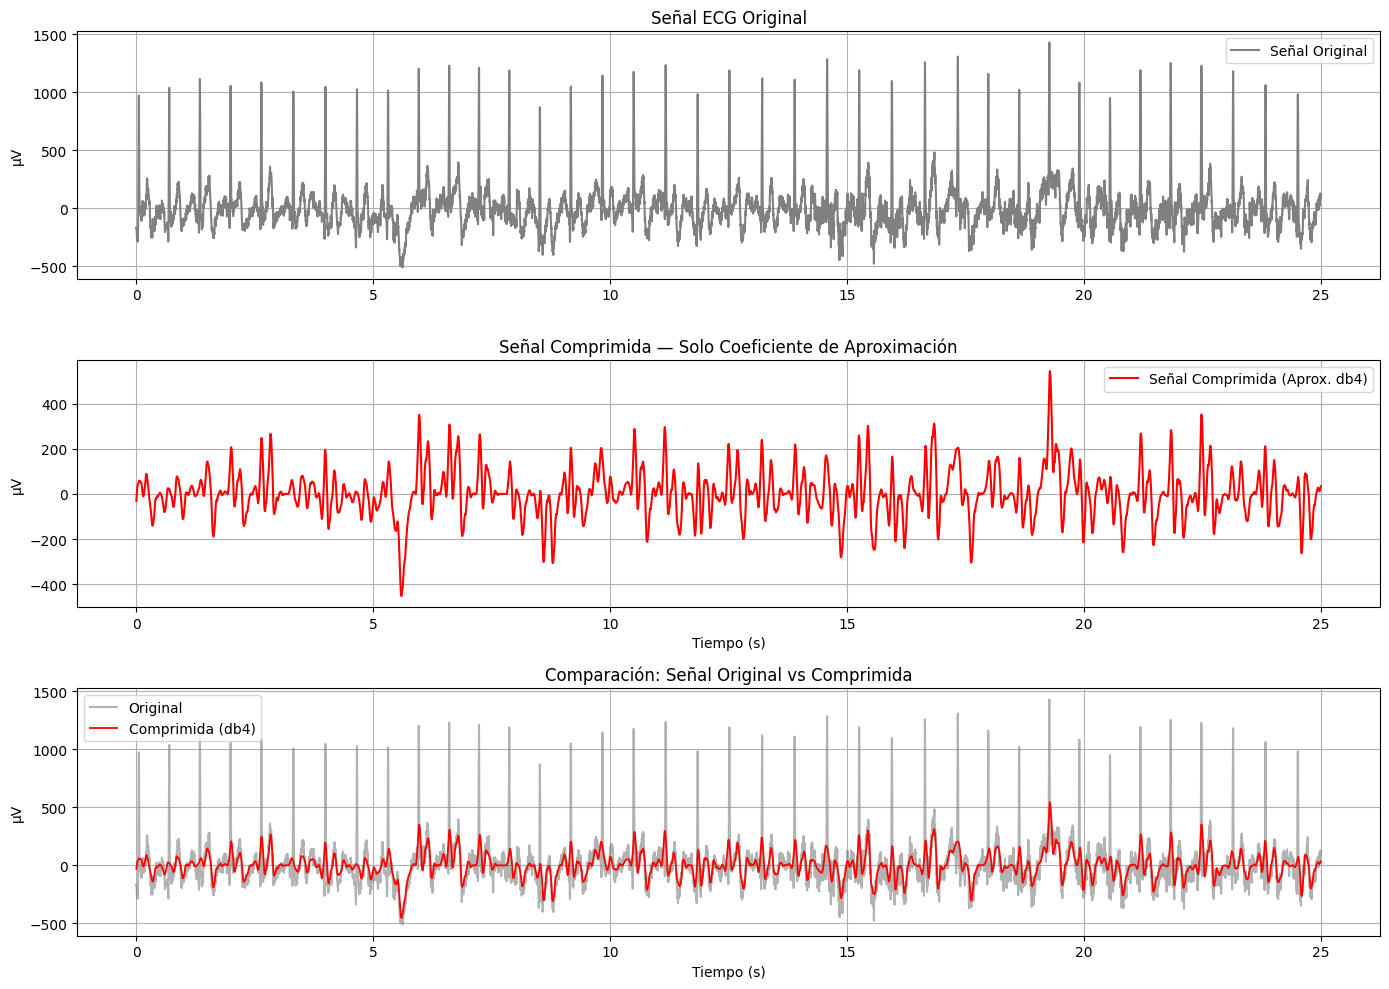 Señal ECG Original
1500
1000
500
0
−500
µV
Señal Original
0 5 10 15 20 25
Señal Comprimida — Solo Coeficiente de Aproximación
400
200
0
−200
−400
µV
Señal Comprimida (Aprox. db4)
0 5 10 15 20 25
Tiempo (s)
Comparación: Señal Original vs Comprimida
1500
1000
500
0
−500
µV
Original
Comprimida (db4)
0 5 10 15 20 25
Tiempo (s)